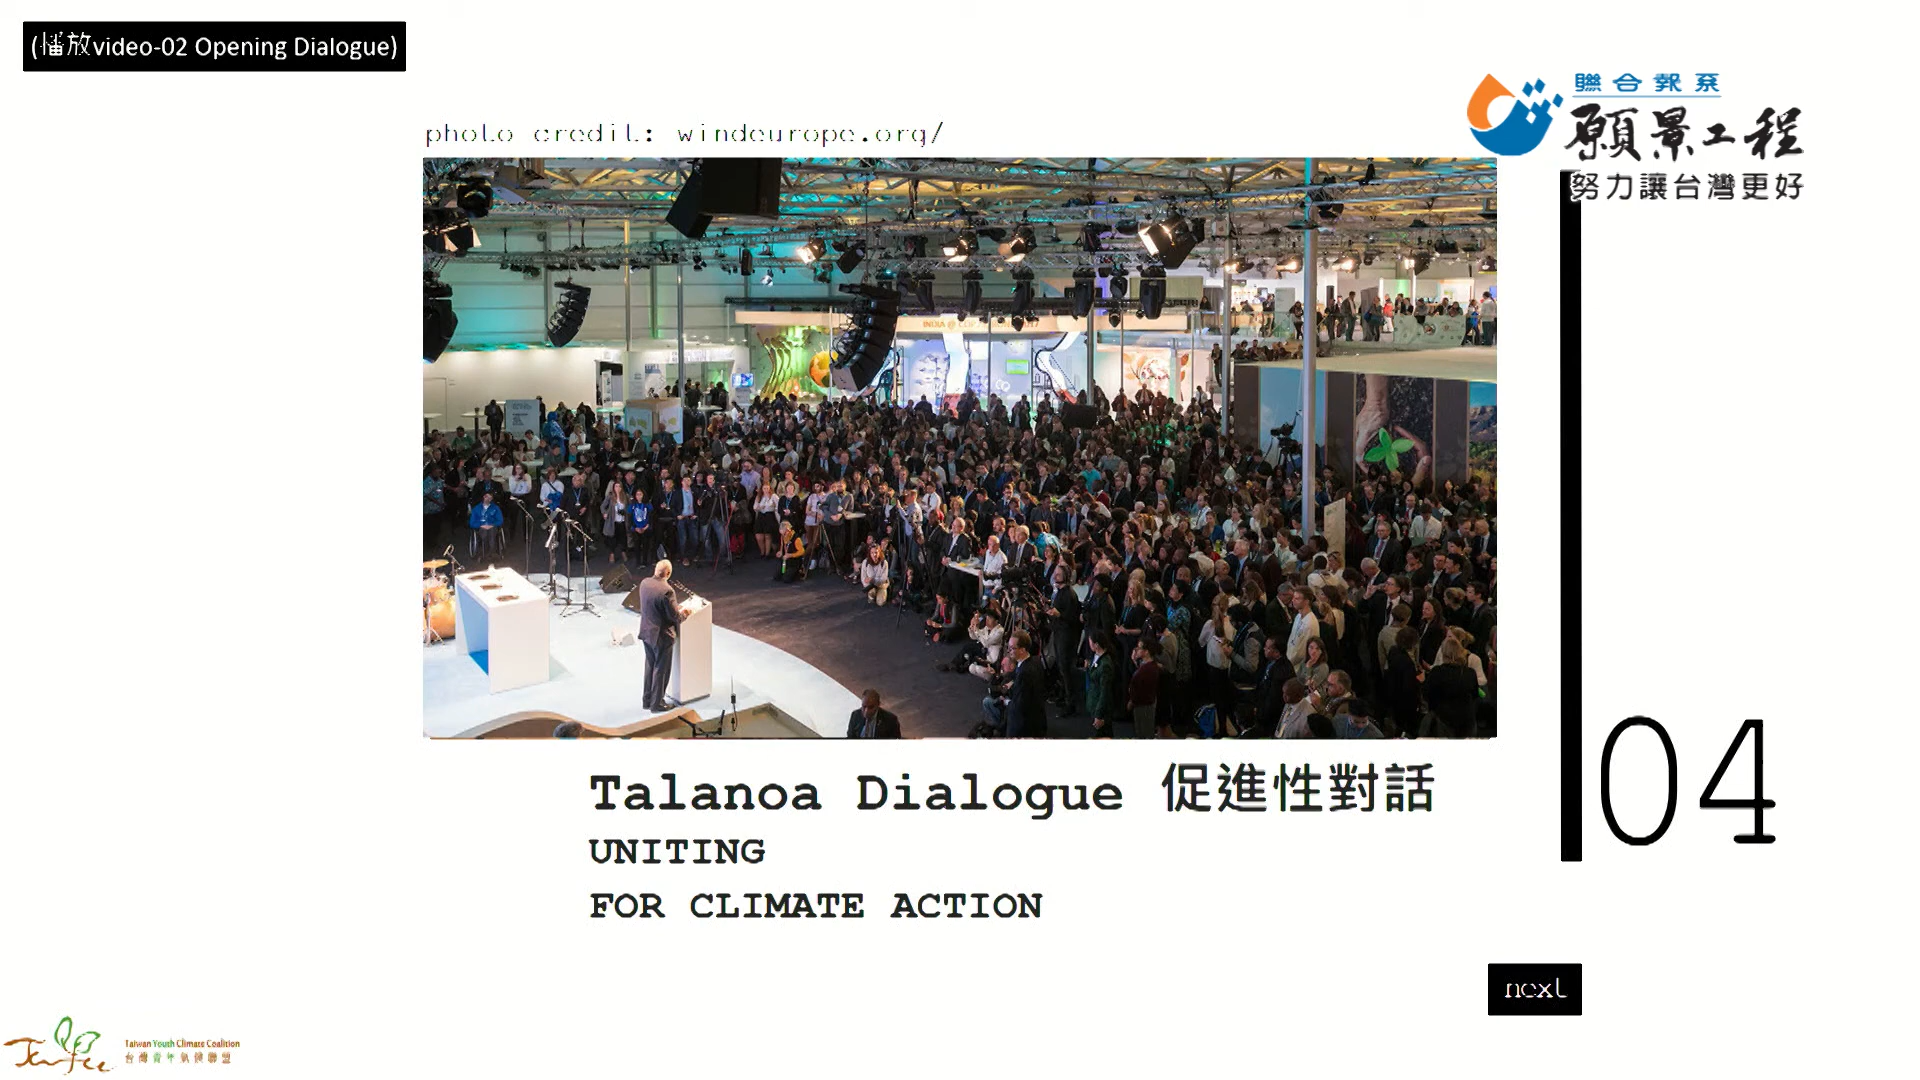 (播放video-02 Opening Dialogue)
聯合報系
願景工程
努力讓台灣更好
photo credit: windeurope.org/
Talanoa Dialogue 促進性對話
UNITING
FOR CLIMATE ACTION
04
next
Taiwan Youth Climate Coalition
台灣青年氣候聯盟